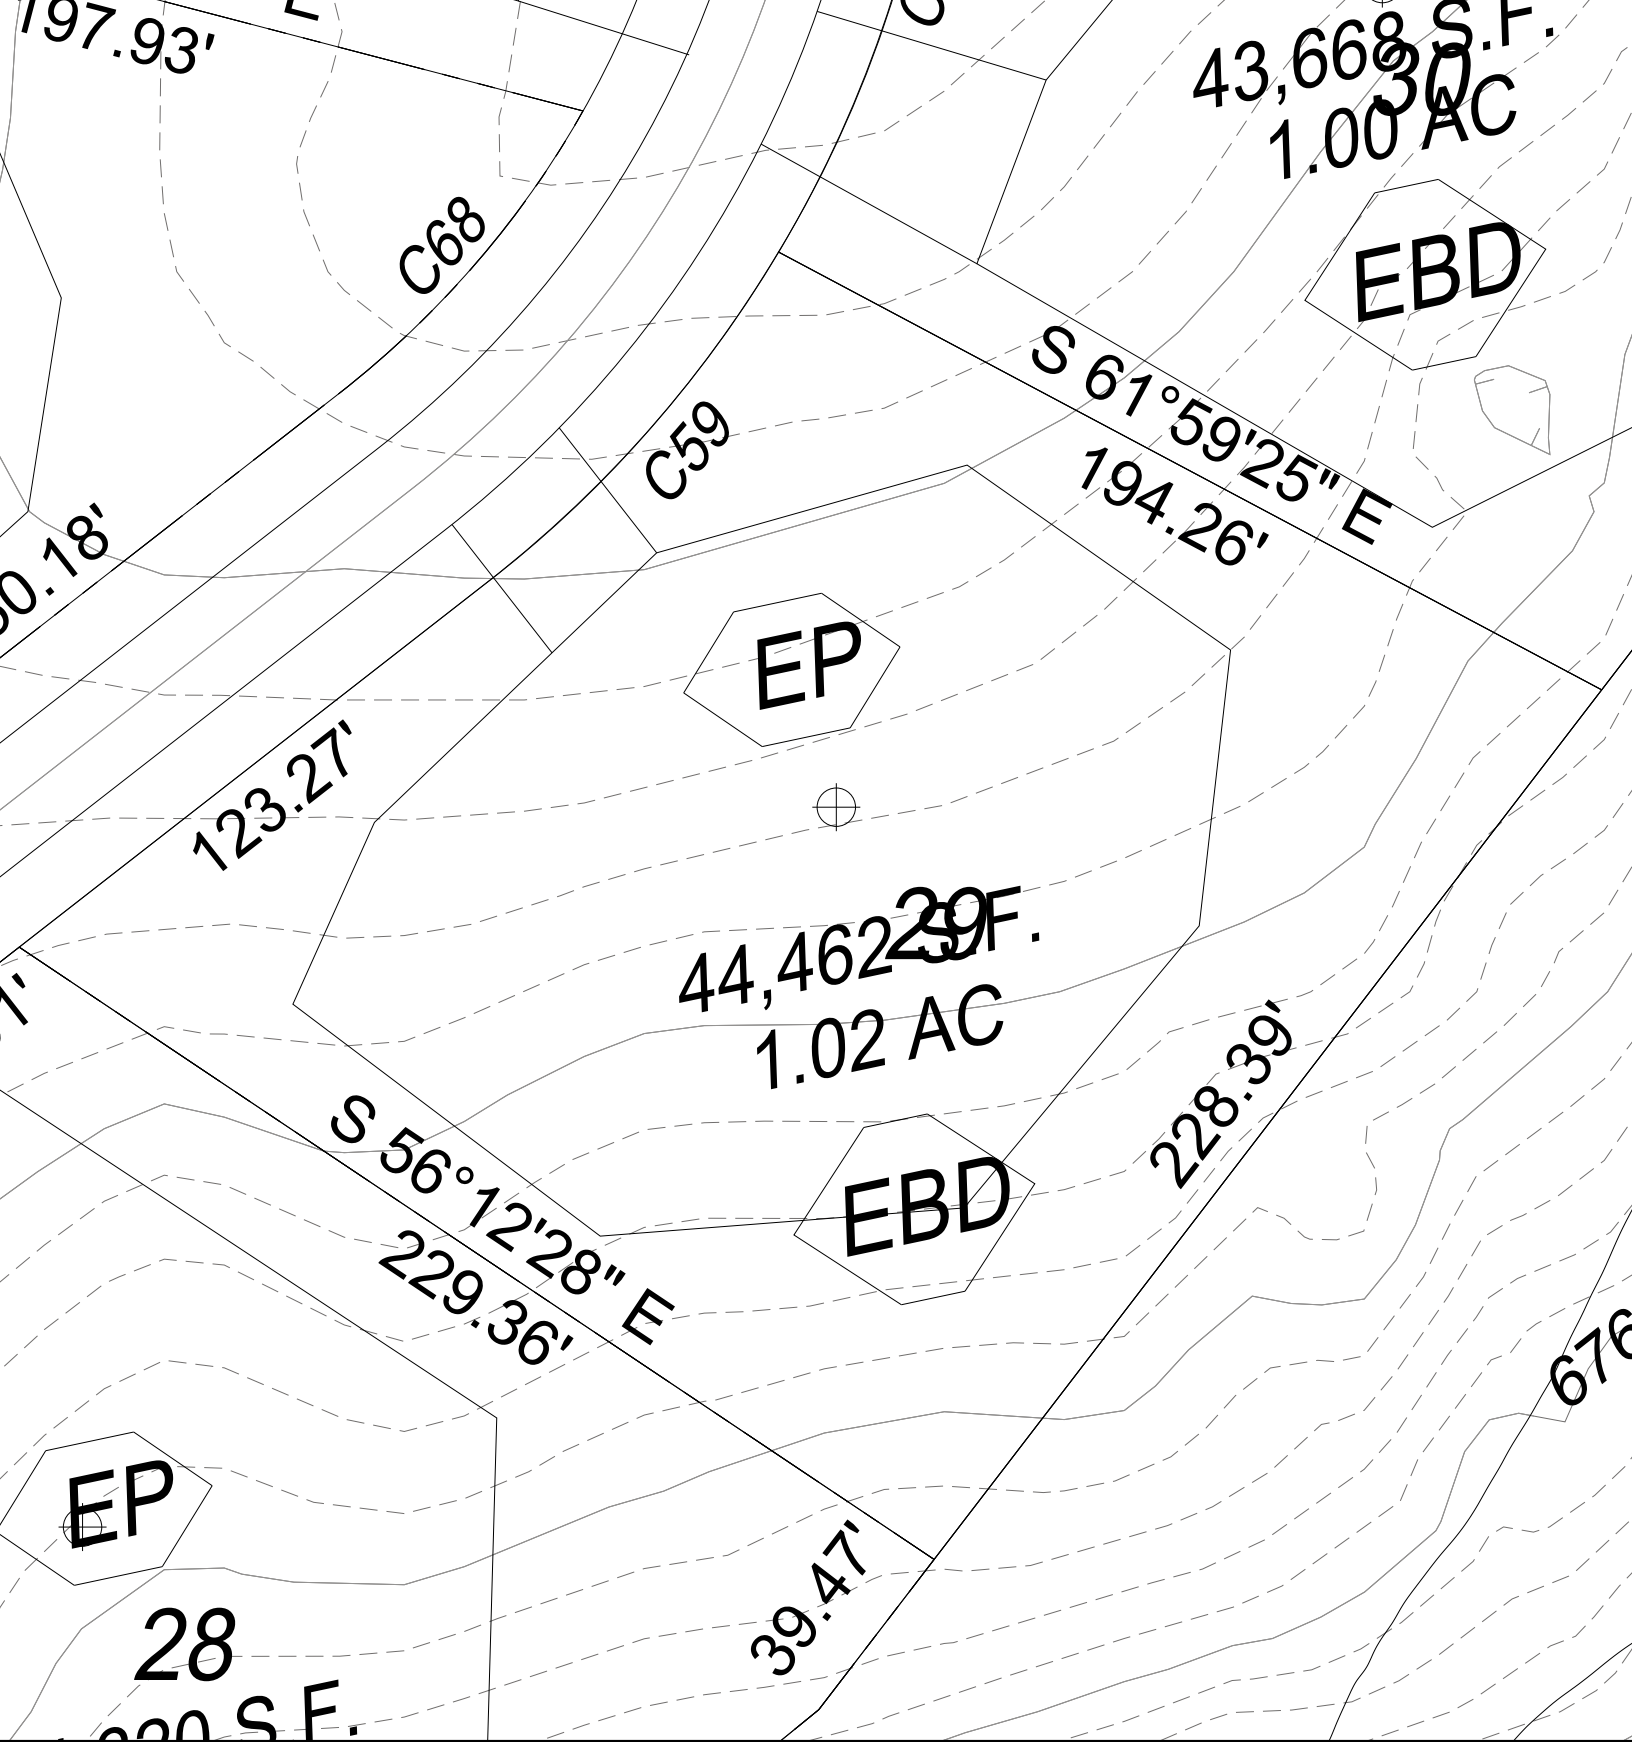 197.93'
43,668 S.F.
30
1.00 AC
EBD
C68
S 61°59'25" E
194.26'
C59
EP
123.27'
29
44,462 S.F.
1.02 AC
228.39'
S 56°12'28" E
229.36'
EBD
EP
39.47'
28